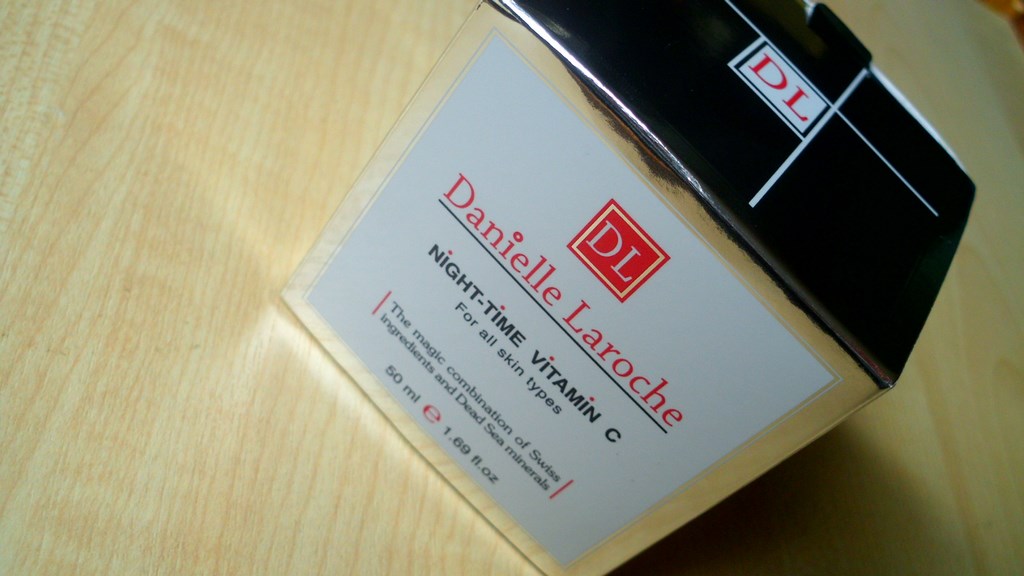 DL
DL
Danielle Laroche
NiGHT-TiME ViTAMiN C
For all skin types
The magic combination of Swiss
ingredients and Dead Sea minerals
50 ml e 1.69 fl.oz